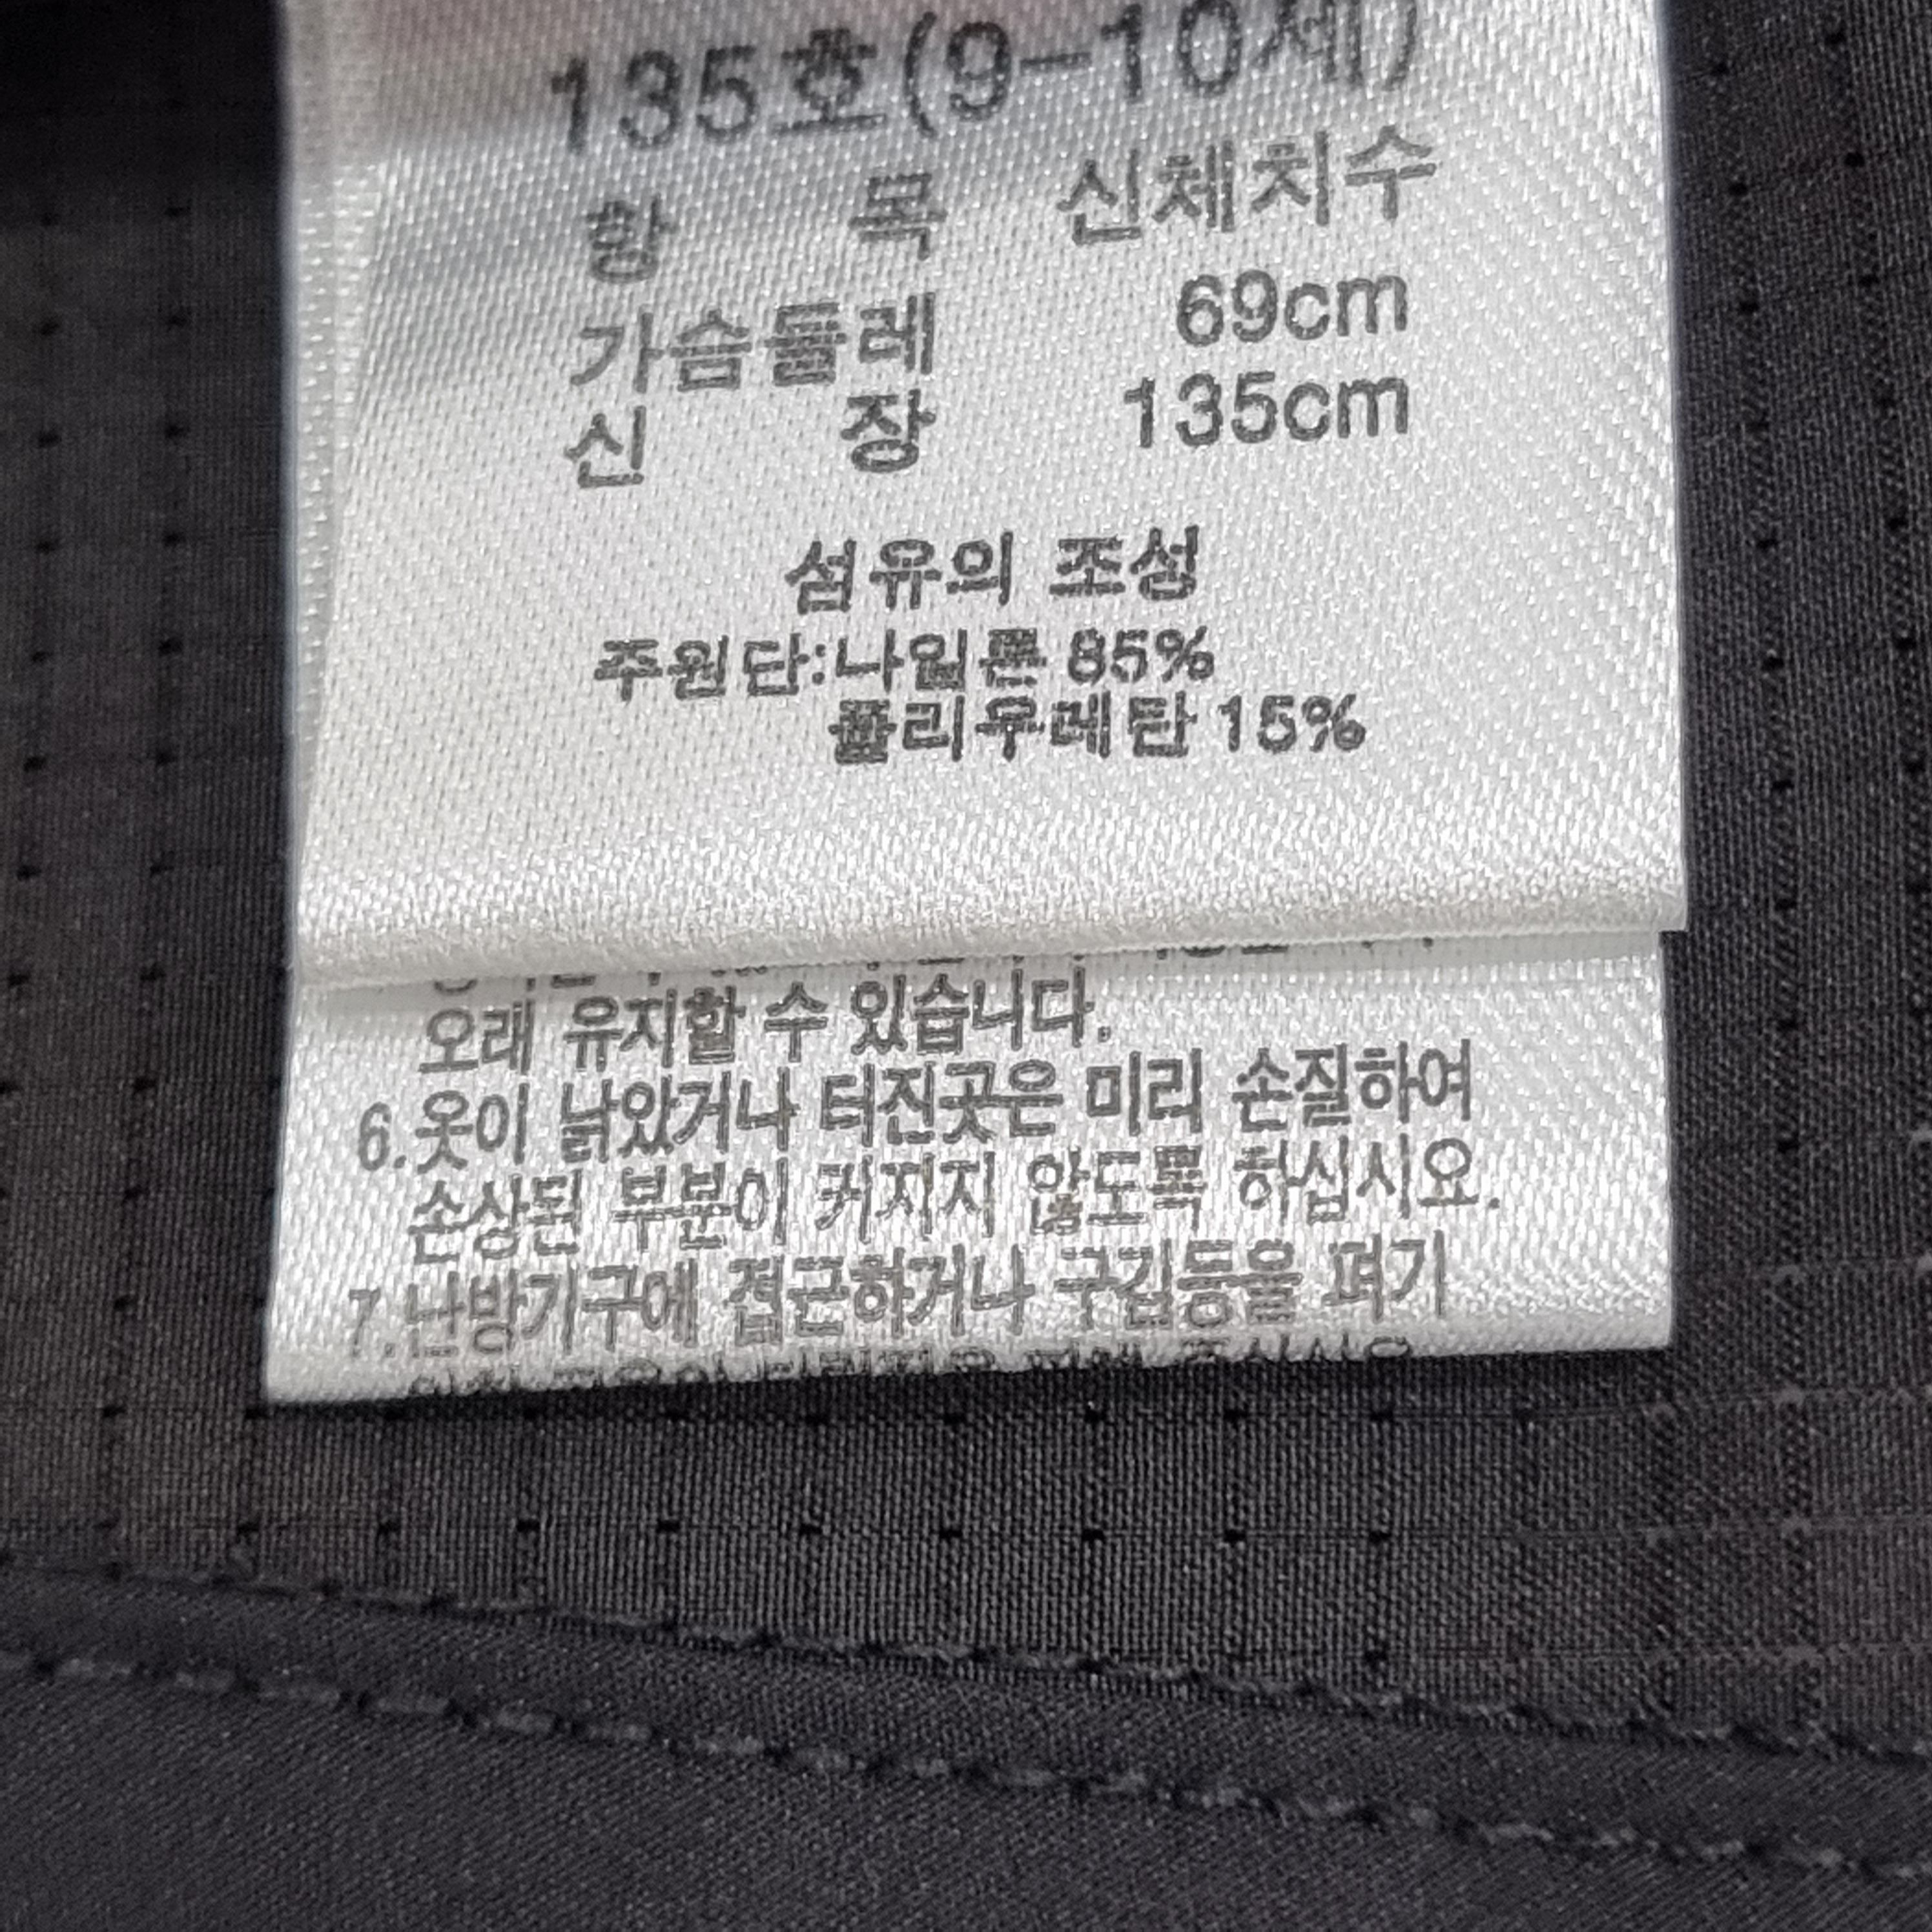 135호(9-10세)
항 목 신체치수
가슴둘레 69cm
신 장 135cm
섬유의 조성
주원단:나일론 85%
폴리우레탄 15%
오래 유지할 수 있습니다.
6.옷이 낡았거나 터진곳은 미리 손질하여
손상된 부분이 커지지 않도록 하십시요.
7.난방기구에 접근하거나 구김등을 펴기